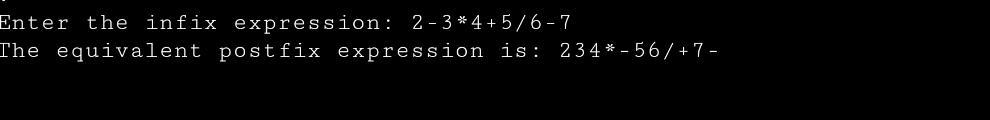 Enter the infix expression: 2-3*4+5/6-7
The equivalent postfix expression is: 234*-56/+7-